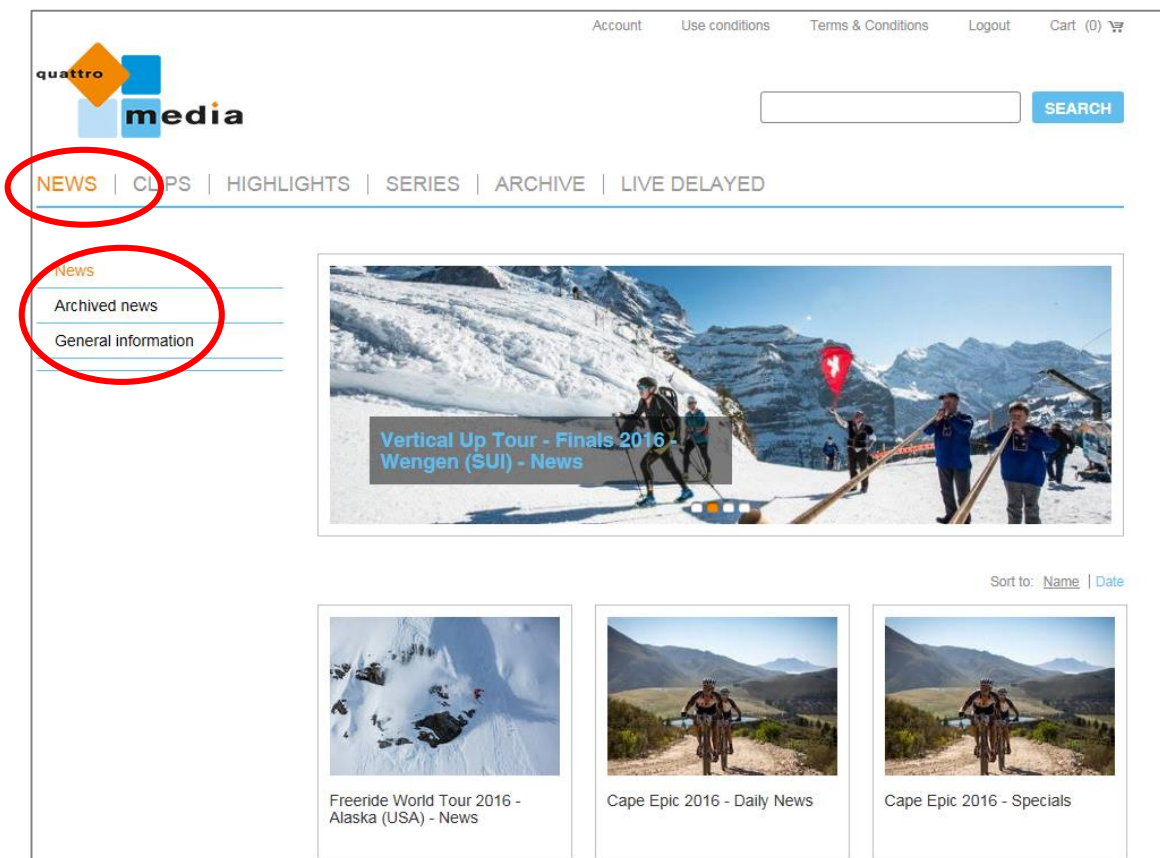 Account Use conditions Terms & Conditions Logout Cart (0)
quattro
media
SEARCH
NEWS | CLIPS | HIGHLIGHTS | SERIES | ARCHIVE | LIVE DELAYED
News
Archived news
General information
Vertical Up Tour - Finals 2016 -
Wengen (SUI) - News
Sort to: Name | Date
Freeride World Tour 2016 -
Alaska (USA) - News
Cape Epic 2016 - Daily News
Cape Epic 2016 - Specials